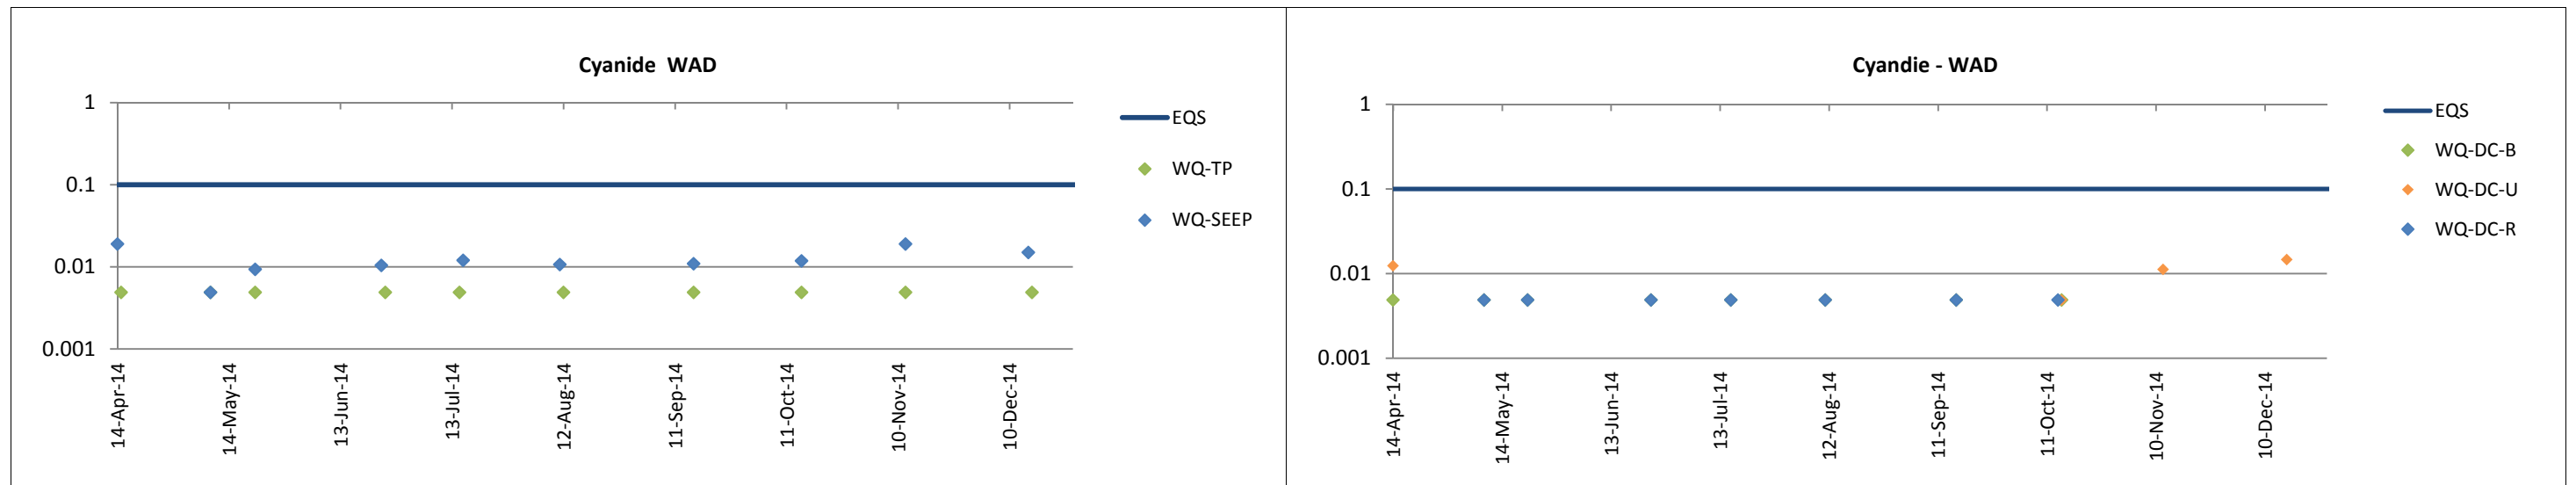 Cyanide WAD
1
0.1
0.01
0.001
14-Apr-14
14-May-14
13-Jun-14
13-Jul-14
12-Aug-14
11-Sep-14
11-Oct-14
10-Nov-14
10-Dec-14
EQS
WQ-TP
WQ-SEEP
Cyandie - WAD
1
0.1
0.01
0.001
14-Apr-14
14-May-14
13-Jun-14
13-Jul-14
12-Aug-14
11-Sep-14
11-Oct-14
10-Nov-14
10-Dec-14
EQS
WQ-DC-B
WQ-DC-U
WQ-DC-R